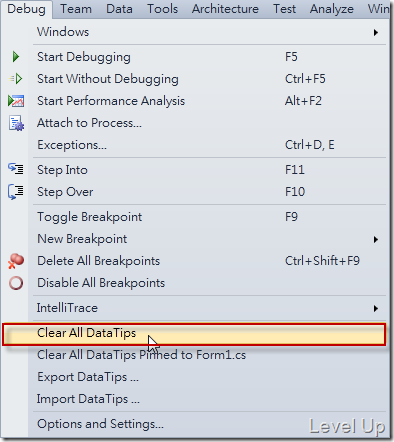 Debug Team Data Tools Architecture Test Analyze Win
Windows
Start Debugging F5
Start Without Debugging Ctrl+F5
Start Performance Analysis Alt+F2
Attach to Process...
Exceptions... Ctrl+D, E
Step Into F11
Step Over F10
Toggle Breakpoint F9
New Breakpoint
Delete All Breakpoints Ctrl+Shift+F9
Disable All Breakpoints
IntelliTrace
Clear All DataTips
Clear All DataTips Pinned to Form1.cs
Export DataTips ...
Import DataTips ...
Options and Settings...
Level Up